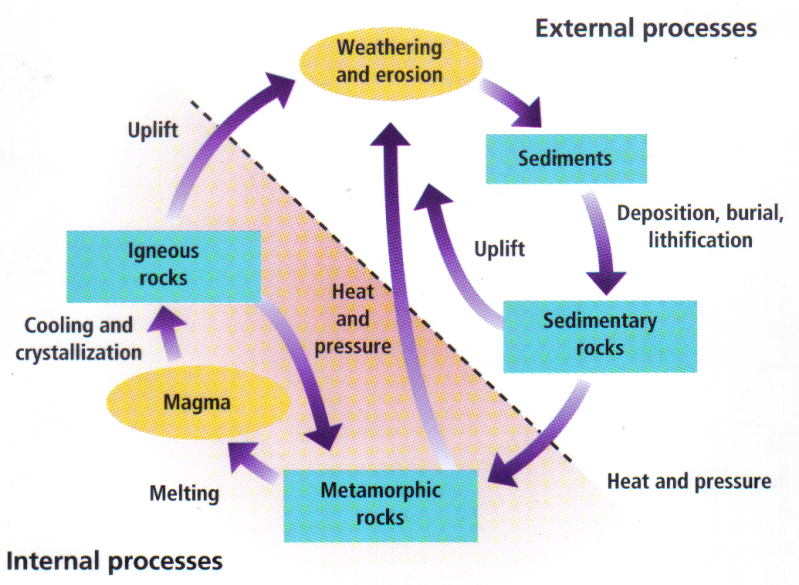 External processes
Weathering
and erosion
Uplift
Sediments
Deposition, burial,
lithification
Uplift
Igneous
rocks
Heat
and
pressure
Sedimentary
rocks
Cooling and
crystallization
Magma
Melting
Metamorphic
rocks
Heat and pressure
Internal processes